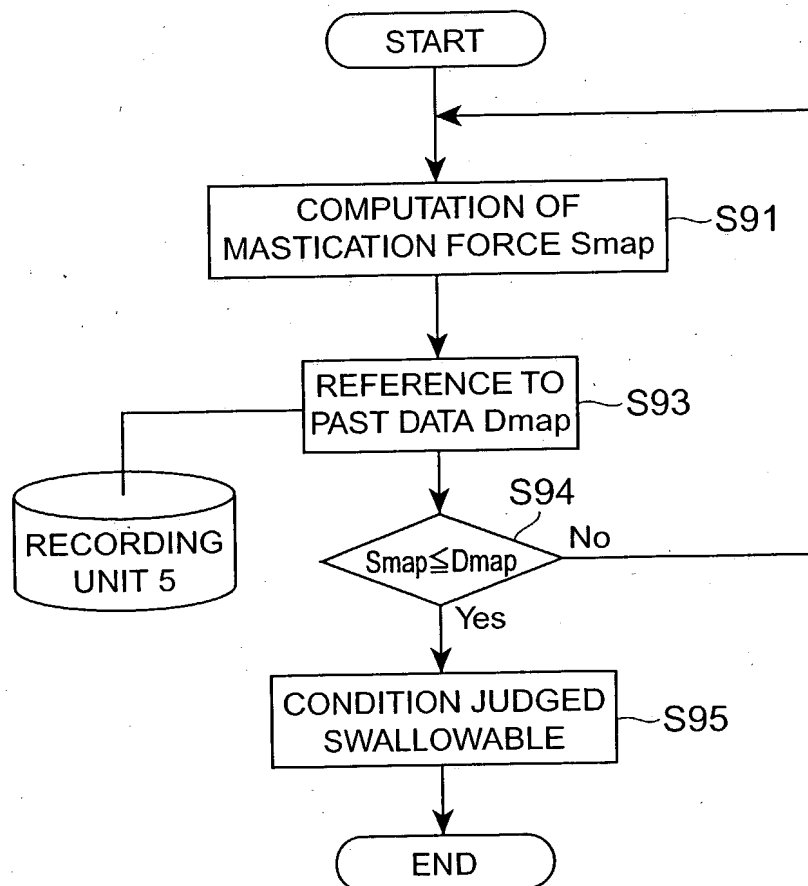 START
COMPUTATION OF
MASTICATION FORCE Smap
S91
REFERENCE TO
PAST DATA Dmap
S93
RECORDING
UNIT 5
S94
Smap≦Dmap
No
Yes
CONDITION JUDGED
SWALLOWABLE
S95
END